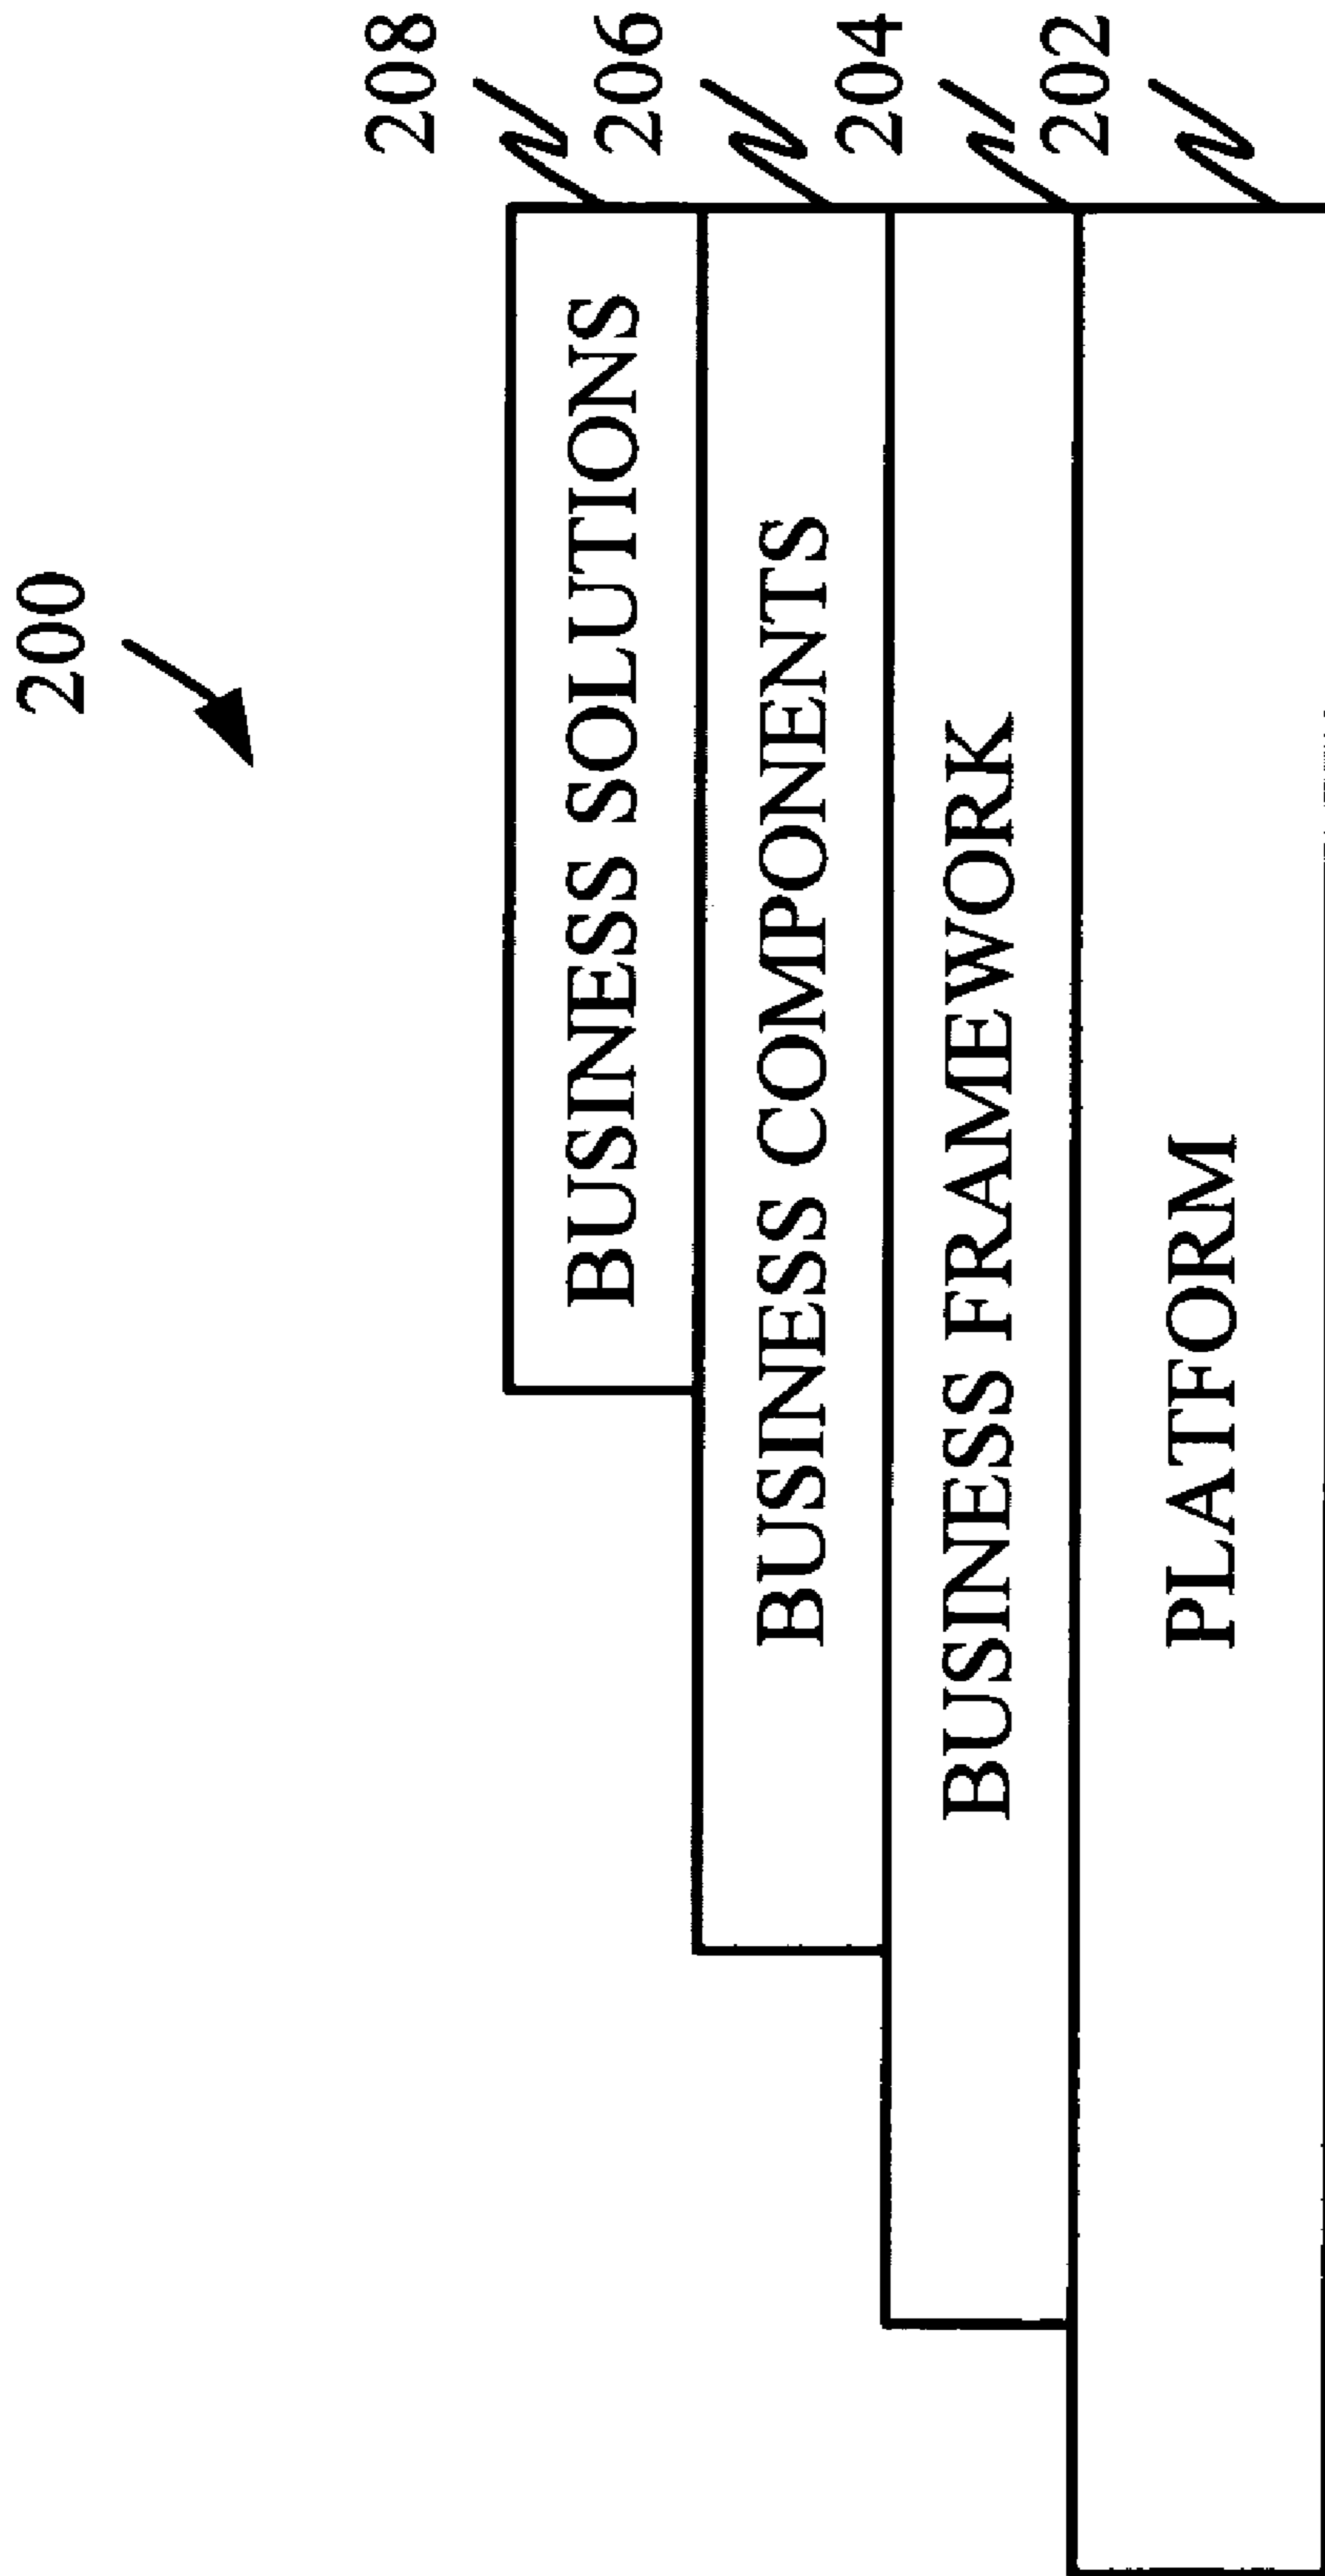 200
BUSINESS SOLUTIONS
208
BUSINESS COMPONENTS
206
BUSINESS FRAMEWORK
204
PLATFORM
202